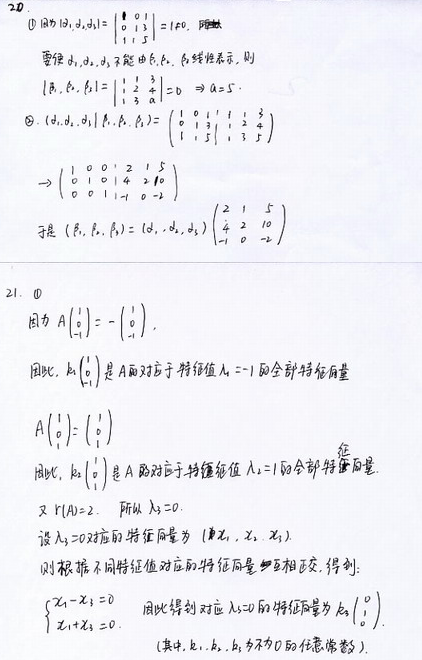 20.
① 因为 |α₁,α₂,α₃| = |1 0 1; 0 1 3; 1 1 5| = 1≠0.
要使 α₁,α₂,α₃ 不能由 β₁,β₂,β₃ 线性表示, 则
|β₁,β₂,β₃| = |1 1 3; 1 2 4; 1 3 a| = 0 ⇒ a=5.
②. (α₁,α₂,α₃ | β₁,β₂,β₃) = (1 0 1 | 1 1 3; 0 1 3 | 1 2 4; 1 1 5 | 1 3 5)
→ (1 0 0 | 2 1 5; 0 1 0 | 4 2 10; 0 0 1 | -1 0 -2)
于是 (β₁,β₂,β₃) = (α₁,α₂,α₃) (2 1 5; 4 2 10; -1 0 -2)
21. ①
因为 A(1; 0; -1) = -(1; 0; -1),
因此, k₁(1; 0; -1) 是A的对应于特征值 λ₁=-1 的全部特征向量
A(1; 0; 1) = (1; 0; 1)
因此, k₂(1; 0; 1) 是A的对应于特征值 λ₂=1 的全部特征向量.
又 r(A)=2. 所以 λ₃=0.
设 λ₃=0 对应的特征向量为 (x₁, x₂, x₃).
则根据不同特征值对应的特征向量互相正交, 得到:
{x₁-x₃=0; x₁+x₃=0. 因此得到对应 λ₃=0 的特征向量为 k₃(0; 1; 0).
(其中, k₁, k₂, k₃ 为不为0的任意常数).